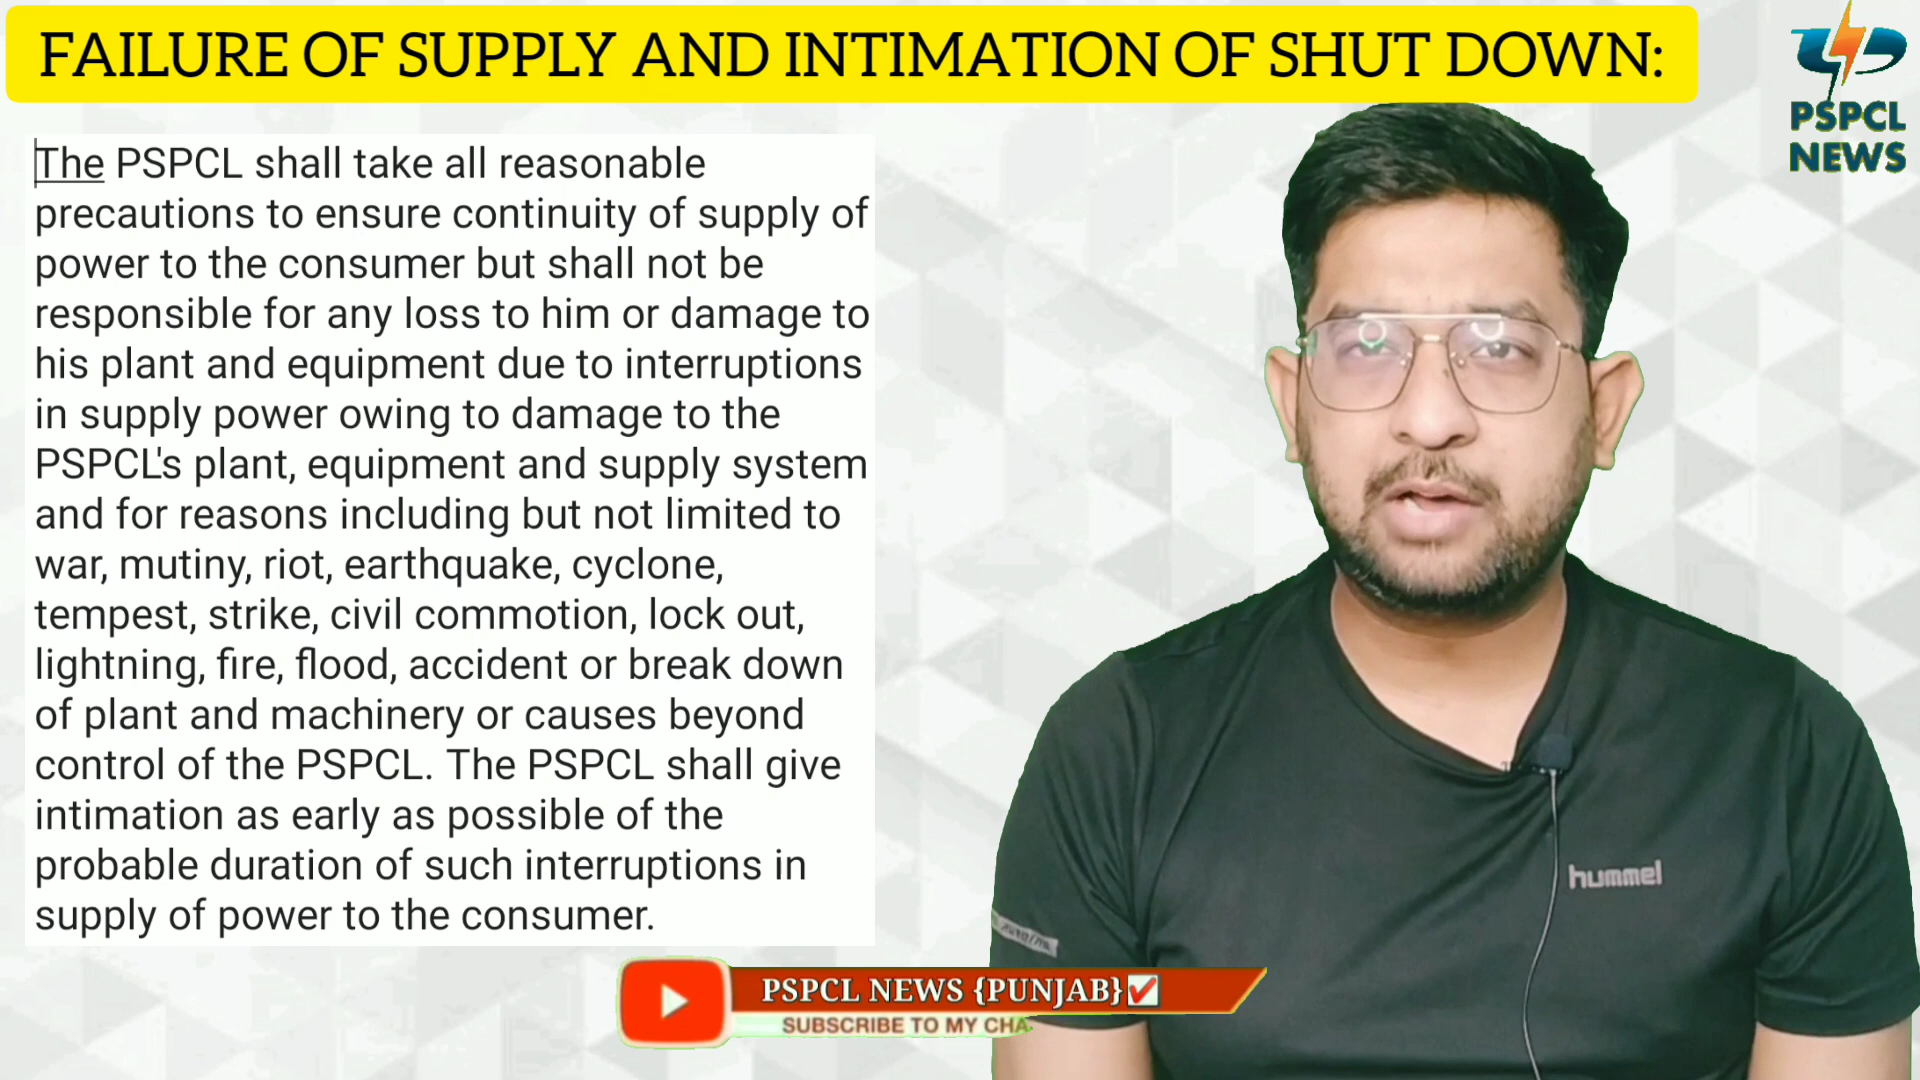 FAILURE OF SUPPLY AND INTIMATION OF SHUT DOWN:
PSPCL
NEWS
The PSPCL shall take all reasonable
precautions to ensure continuity of supply of
power to the consumer but shall not be
responsible for any loss to him or damage to
his plant and equipment due to interruptions
in supply power owing to damage to the
PSPCL's plant, equipment and supply system
and for reasons including but not limited to
war, mutiny, riot, earthquake, cyclone,
tempest, strike, civil commotion, lock out,
lightning, fire, flood, accident or break down
of plant and machinery or causes beyond
control of the PSPCL. The PSPCL shall give
intimation as early as possible of the
probable duration of such interruptions in
supply of power to the consumer.
hummel
PSPCL NEWS {PUNJAB}
SUBSCRIBE TO MY CHA